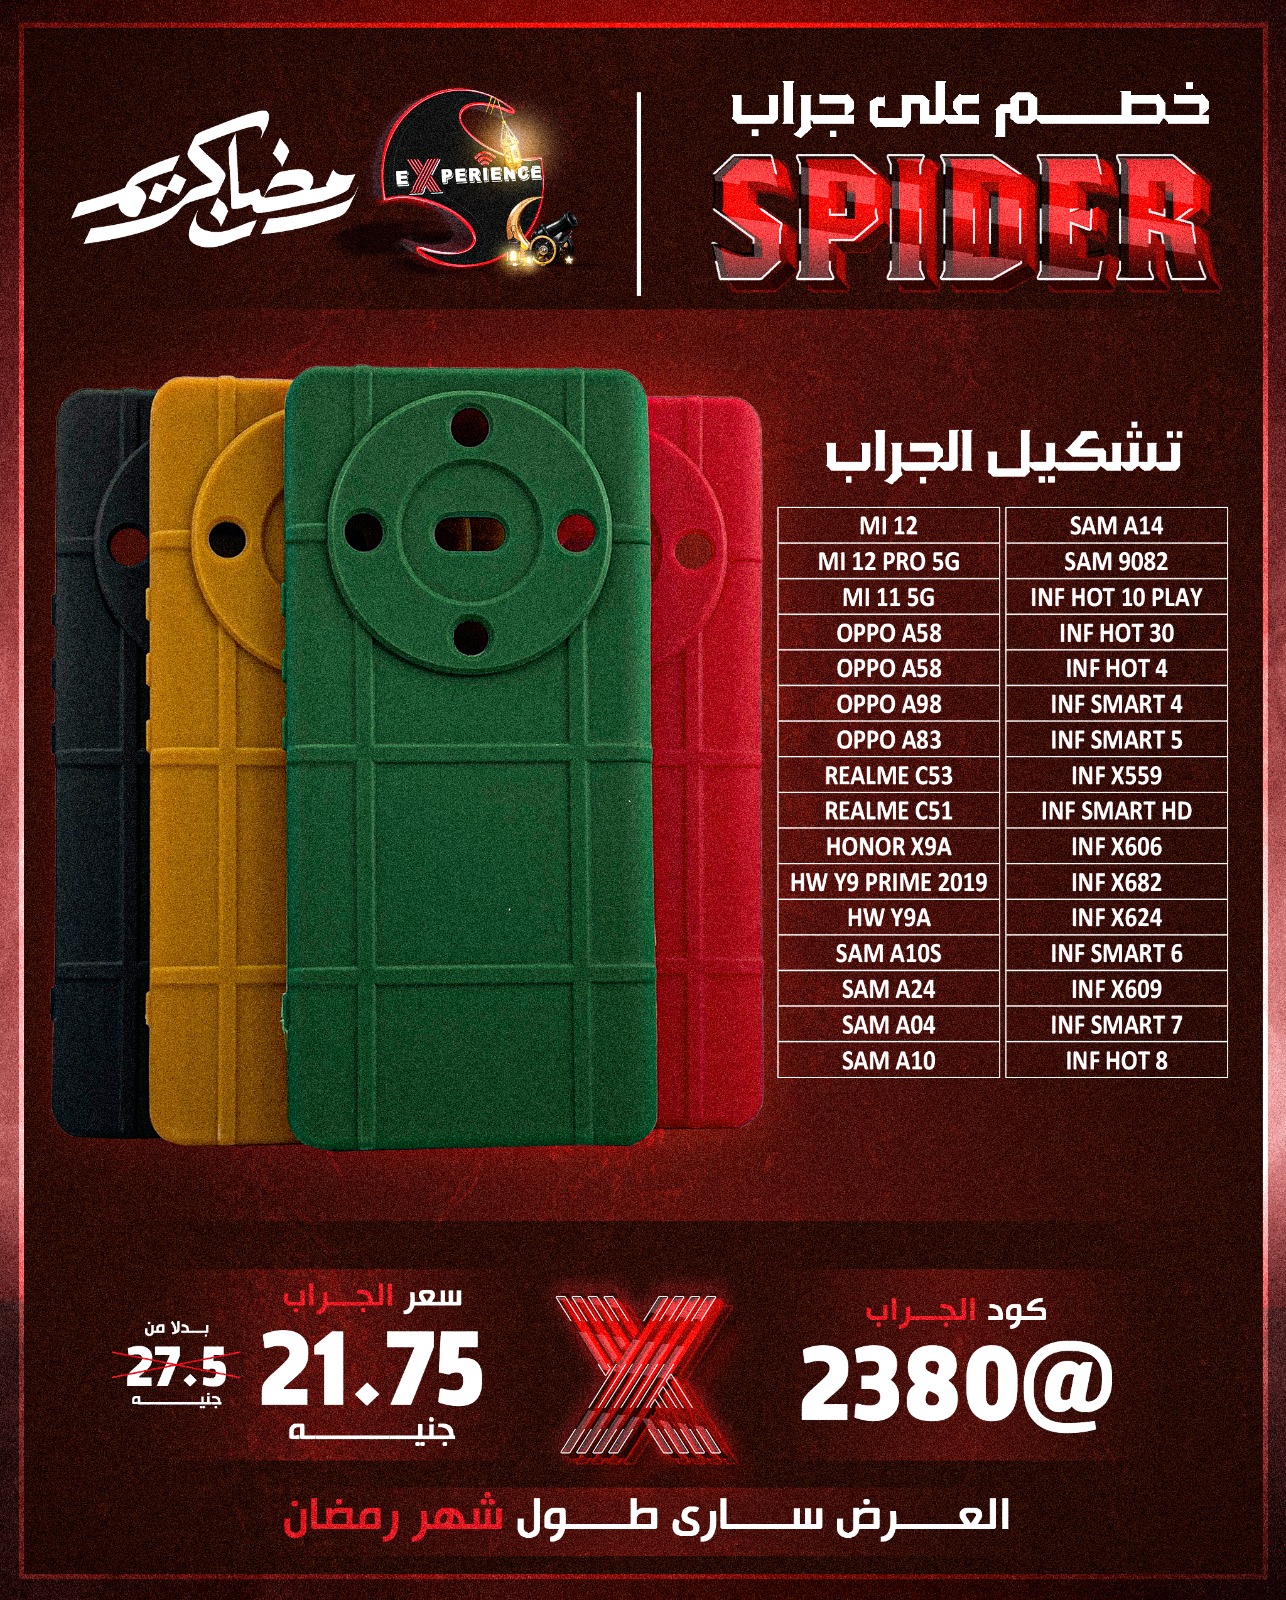 خصم على جراب
SPIDER
رمضان كريم
EXPERIENCE
تشكيل الجراب
MI 12
SAM A14
MI 12 PRO 5G
SAM 9082
MI 11 5G
INF HOT 10 PLAY
OPPO A58
INF HOT 30
OPPO A58
INF HOT 4
OPPO A98
INF SMART 4
OPPO A83
INF SMART 5
REALME C53
INF X559
REALME C51
INF SMART HD
HONOR X9A
INF X606
HW Y9 PRIME 2019
INF X682
HW Y9A
INF X624
SAM A10S
INF SMART 6
SAM A24
INF X609
SAM A04
INF SMART 7
SAM A10
INF HOT 8
كود الجراب
2380@
X
سعر الجراب
21.75
جنيه
بدلا من
27.5
جنيه
العرض سارى طول شهر رمضان